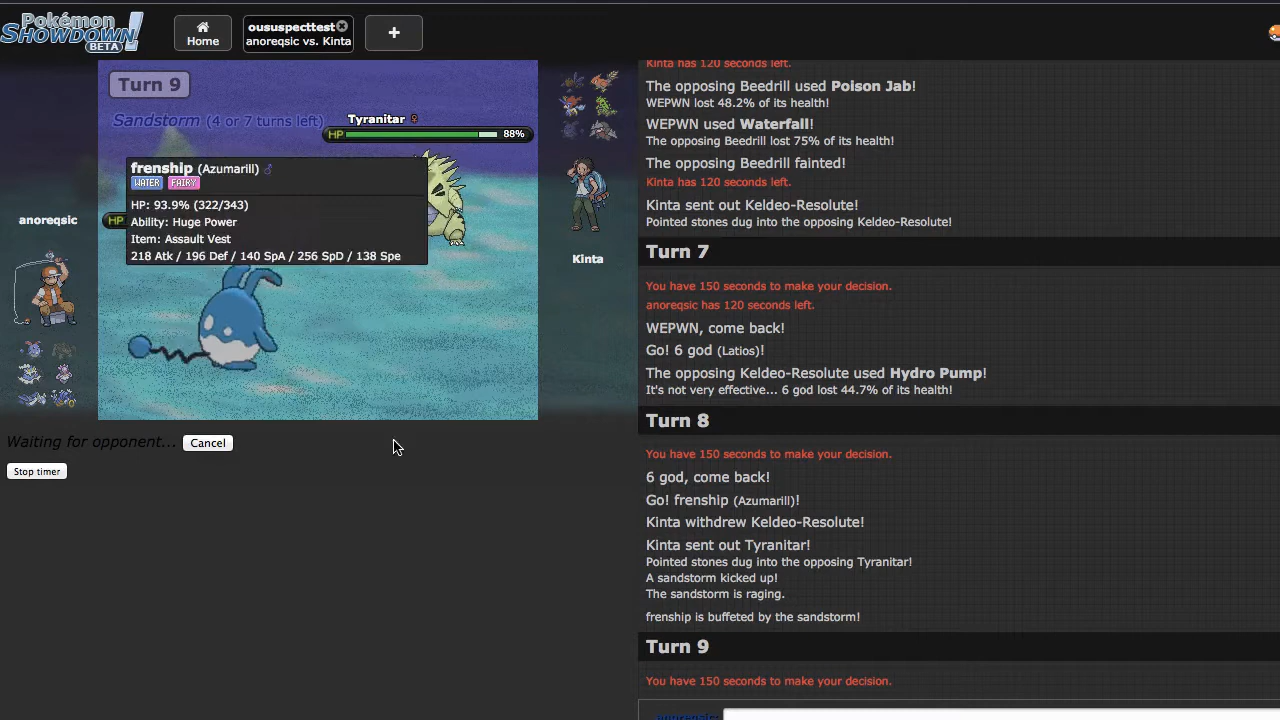 Pokémon
SHOWDOWN!
BETA
Home
oususpecttest
anoreqsic vs. Kinta
+
Turn 9
Sandstorm (4 or 7 turns left)
Tyranitar ♀
HP 88%
frenship (Azumarill) ♂
WATER FAIRY
HP: 93.9% (322/343)
Ability: Huge Power
Item: Assault Vest
218 Atk / 196 Def / 140 SpA / 256 SpD / 138 Spe
HP
anoreqsic
Kinta
Waiting for opponent... Cancel
Stop timer
Kinta has 120 seconds left.
The opposing Beedrill used Poison Jab!
WEPWN lost 48.2% of its health!
WEPWN used Waterfall!
The opposing Beedrill lost 75% of its health!
The opposing Beedrill fainted!
Kinta has 120 seconds left.
Kinta sent out Keldeo-Resolute!
Pointed stones dug into the opposing Keldeo-Resolute!
Turn 7
You have 150 seconds to make your decision.
anoreqsic has 120 seconds left.
WEPWN, come back!
Go! 6 god (Latios)!
The opposing Keldeo-Resolute used Hydro Pump!
It's not very effective... 6 god lost 44.7% of its health!
Turn 8
You have 150 seconds to make your decision.
6 god, come back!
Go! frenship (Azumarill)!
Kinta withdrew Keldeo-Resolute!
Kinta sent out Tyranitar!
Pointed stones dug into the opposing Tyranitar!
A sandstorm kicked up!
The sandstorm is raging.
frenship is buffeted by the sandstorm!
Turn 9
You have 150 seconds to make your decision.